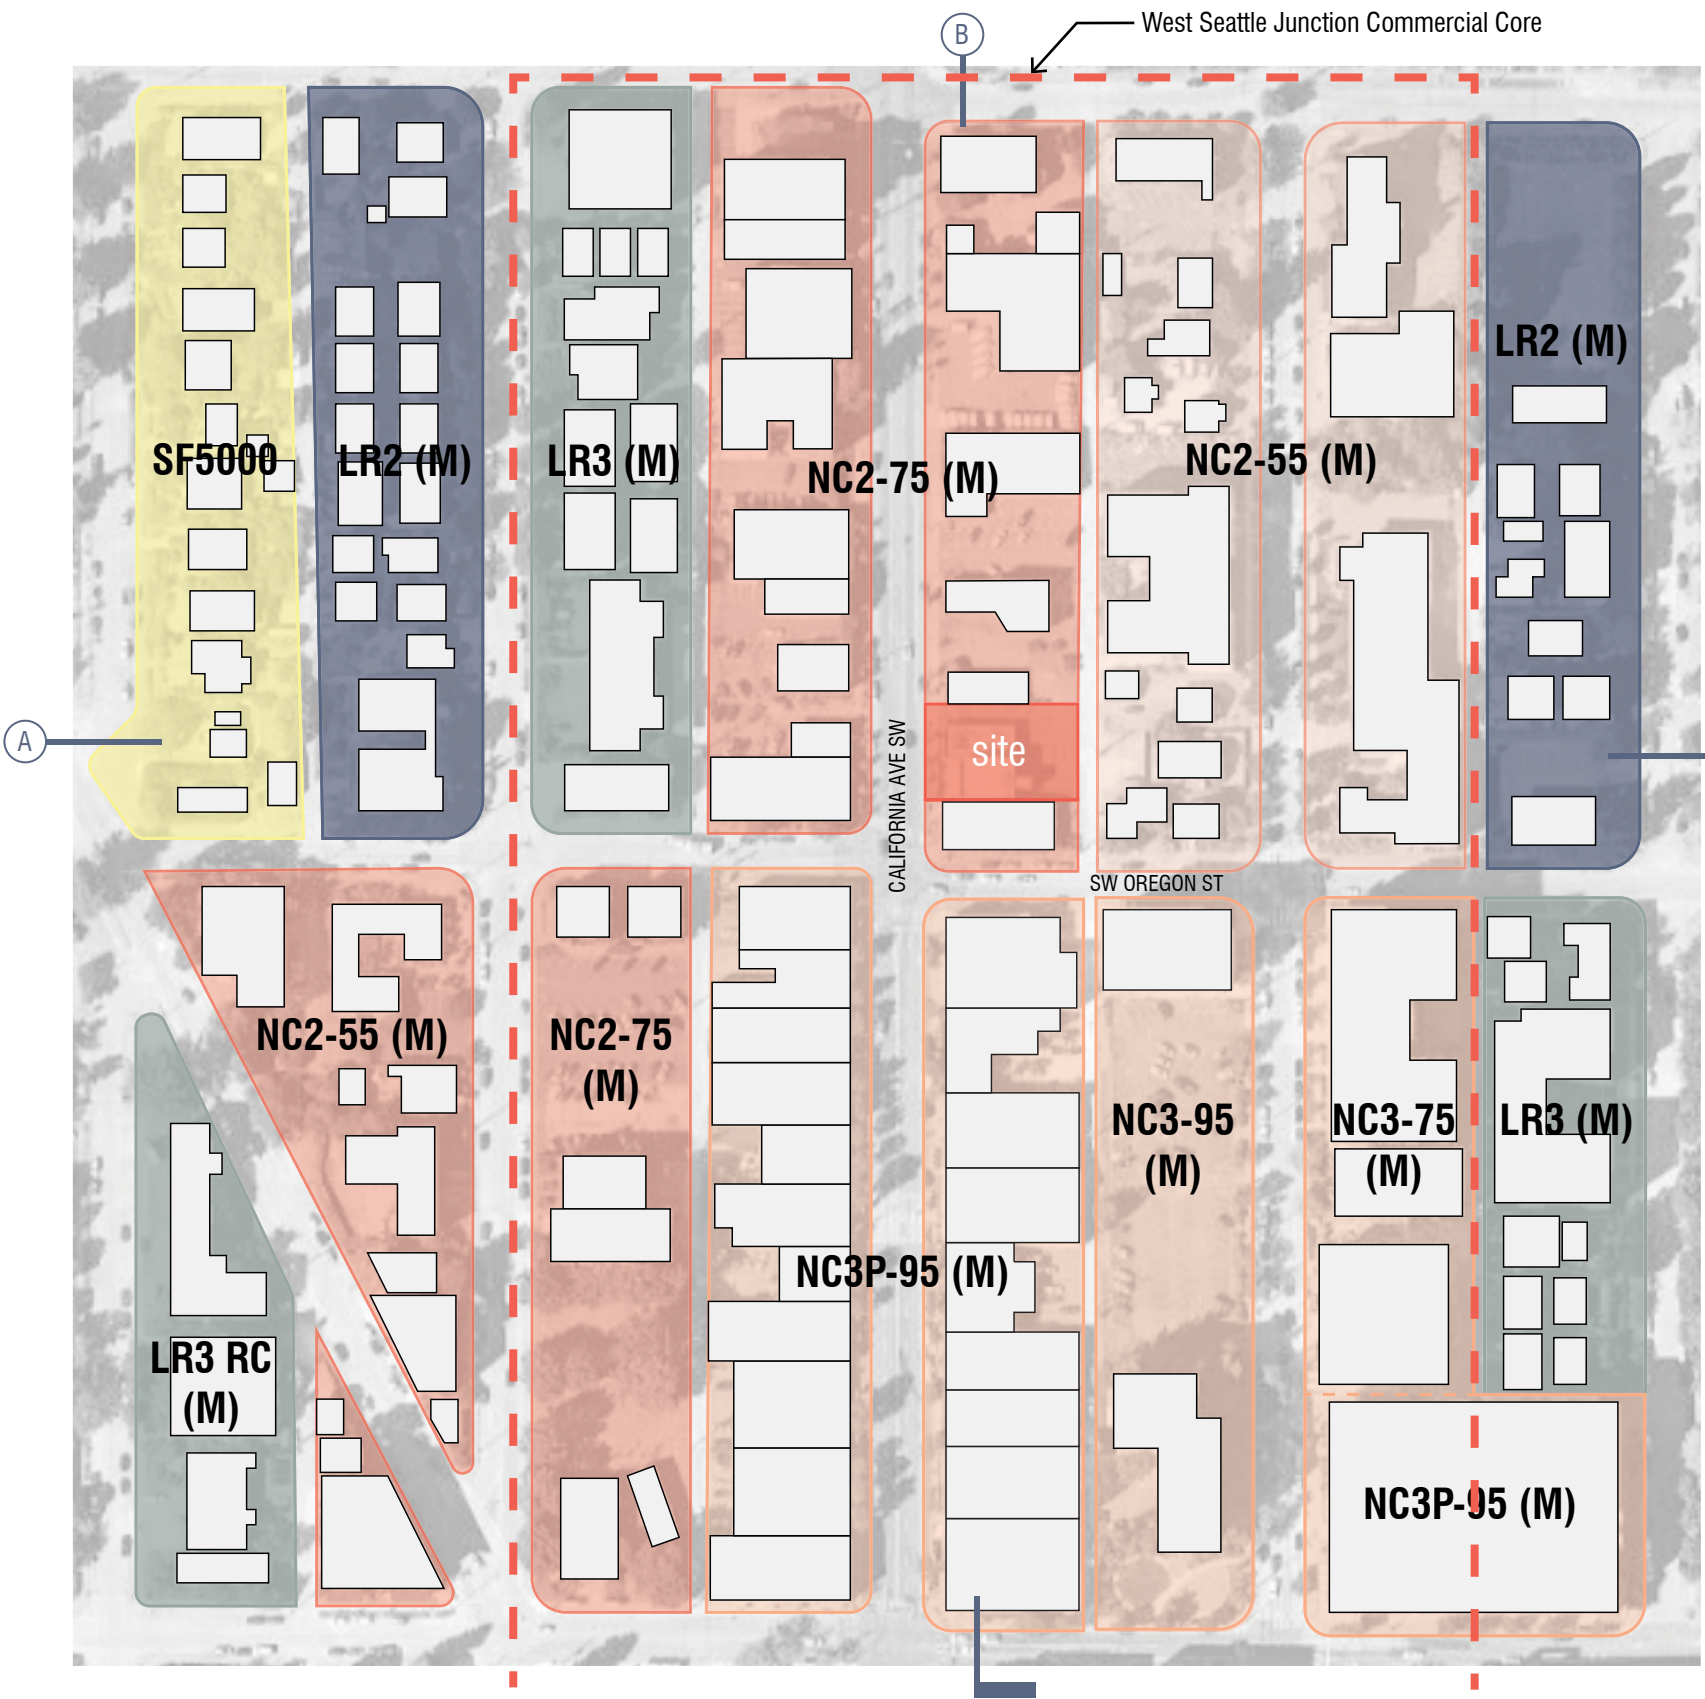 West Seattle Junction Commercial Core
B
LR2 (M)
SF5000
LR2 (M)
LR3 (M)
NC2-75 (M)
NC2-55 (M)
A
CALIFORNIA AVE SW
site
SW OREGON ST
NC2-55 (M)
NC2-75
(M)
NC3-95
(M)
NC3-75
(M)
LR3 (M)
NC3P-95 (M)
LR3 RC
(M)
NC3P-95 (M)